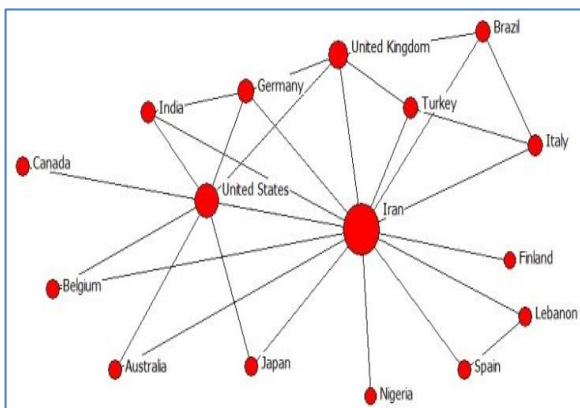 Brazil
United Kingdom
Germany
Turkey
India
Italy
Canada
United States
Iran
Finland
Belgium
Lebanon
Australia
Japan
Spain
Nigeria